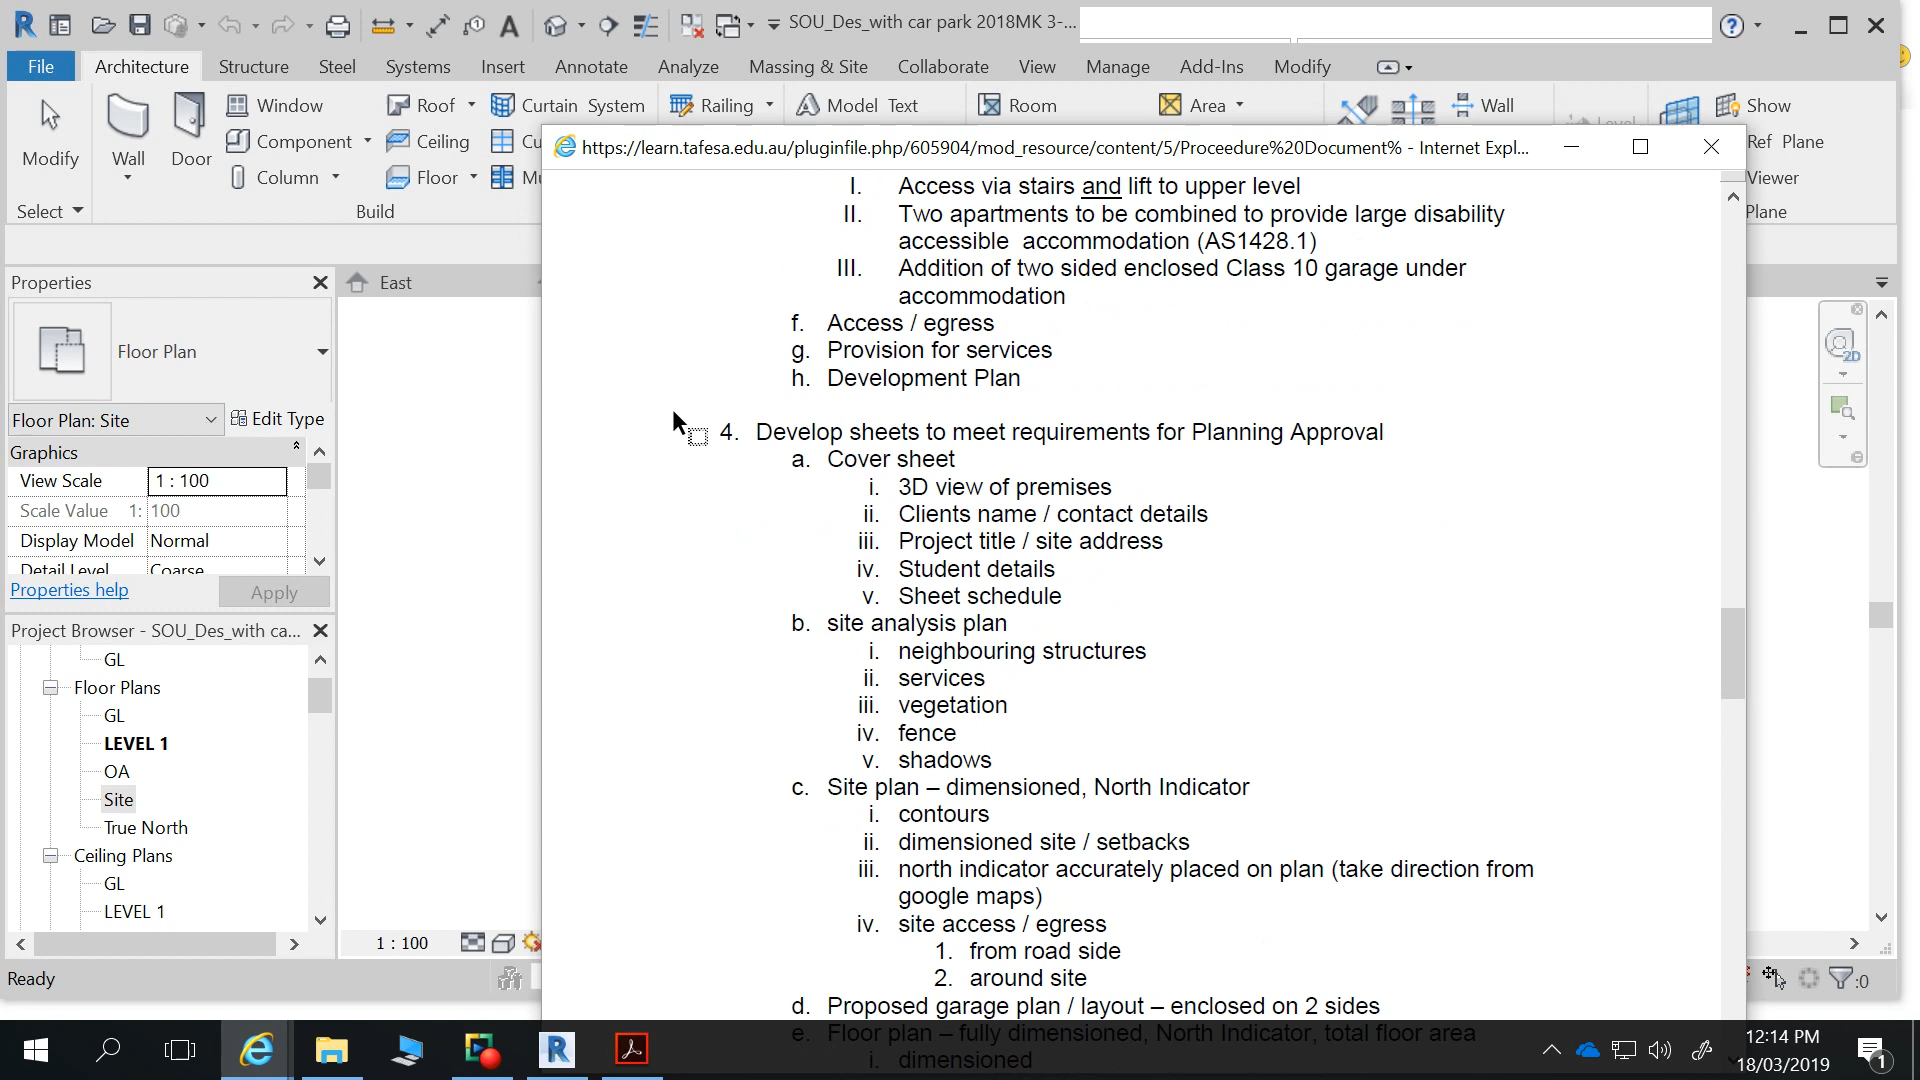 SOU_Des_with car park 2018MK 3-...
File Architecture Structure Steel Systems Insert Annotate Analyze Massing & Site Collaborate View Manage Add-Ins Modify
Modify
Wall
Door
Window
Component
Column
Roof
Ceiling
Floor
Curtain System
Railing
Model Text
Room
Area
Wall
Show
Ref Plane
Viewer
Select
Build
Plane
https://learn.tafesa.edu.au/pluginfile.php/605904/mod_resource/content/5/Proceedure%20Document% - Internet Expl...
I. Access via stairs and lift to upper level
II. Two apartments to be combined to provide large disability
accessible accommodation (AS1428.1)
III. Addition of two sided enclosed Class 10 garage under
accommodation
f. Access / egress
g. Provision for services
h. Development Plan
4. Develop sheets to meet requirements for Planning Approval
a. Cover sheet
i. 3D view of premises
ii. Clients name / contact details
iii. Project title / site address
iv. Student details
v. Sheet schedule
b. site analysis plan
i. neighbouring structures
ii. services
iii. vegetation
iv. fence
v. shadows
c. Site plan – dimensioned, North Indicator
i. contours
ii. dimensioned site / setbacks
iii. north indicator accurately placed on plan (take direction from
google maps)
iv. site access / egress
1. from road side
2. around site
d. Proposed garage plan / layout – enclosed on 2 sides
e. Floor plan – fully dimensioned, North Indicator, total floor area
i. dimensioned
Properties
East
Floor Plan
Floor Plan: Site
Edit Type
Graphics
View Scale 1 : 100
Scale Value 1: 100
Display Model Normal
Detail Level Coarse
Properties help
Apply
Project Browser - SOU_Des_with ca...
GL
Floor Plans
GL
LEVEL 1
OA
Site
True North
Ceiling Plans
GL
LEVEL 1
1 : 100
2D
Ready
:0
12:14 PM
18/03/2019
1